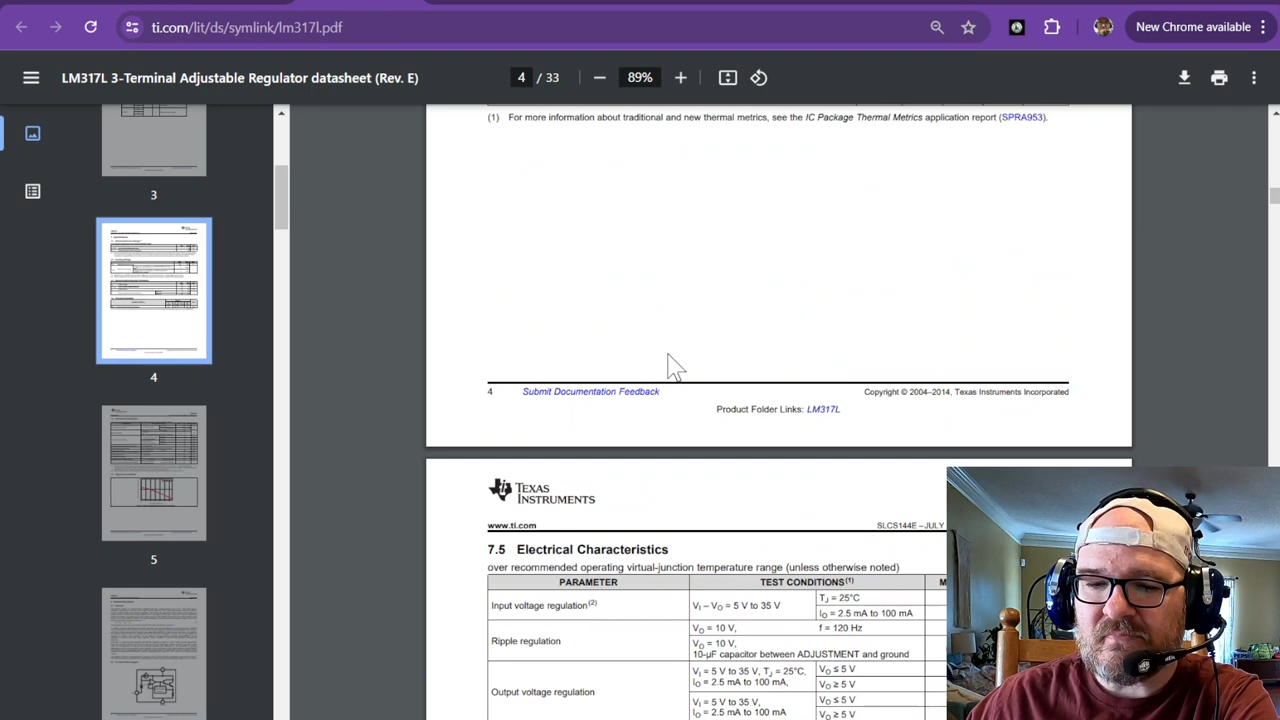 ti.com/lit/ds/symlink/lm317l.pdf
New Chrome available
LM317L 3-Terminal Adjustable Regulator datasheet (Rev. E)
4 / 33
89%
3
4
5
(1) For more information about traditional and new thermal metrics, see the IC Package Thermal Metrics application report (SPRA953).
4 Submit Documentation Feedback Copyright © 2004–2014, Texas Instruments Incorporated
Product Folder Links: LM317L
TEXAS
INSTRUMENTS
www.ti.com SLCS144E –JULY
7.5 Electrical Characteristics
over recommended operating virtual-junction temperature range (unless otherwise noted)
PARAMETER TEST CONDITIONS(1)
Input voltage regulation(2) VI – VO = 5 V to 35 V TJ = 25°C
IO = 2.5 mA to 100 mA
Ripple regulation VO = 10 V, f = 120 Hz
VO = 10 V,
10-μF capacitor between ADJUSTMENT and ground
Output voltage regulation VI = 5 V to 35 V, TJ = 25°C, VO ≤ 5 V
IO = 2.5 mA to 100 mA, VO ≥ 5 V
VI = 5 V to 35 V, VO ≤ 5 V
IO = 2.5 mA to 100 mA VO ≥ 5 V